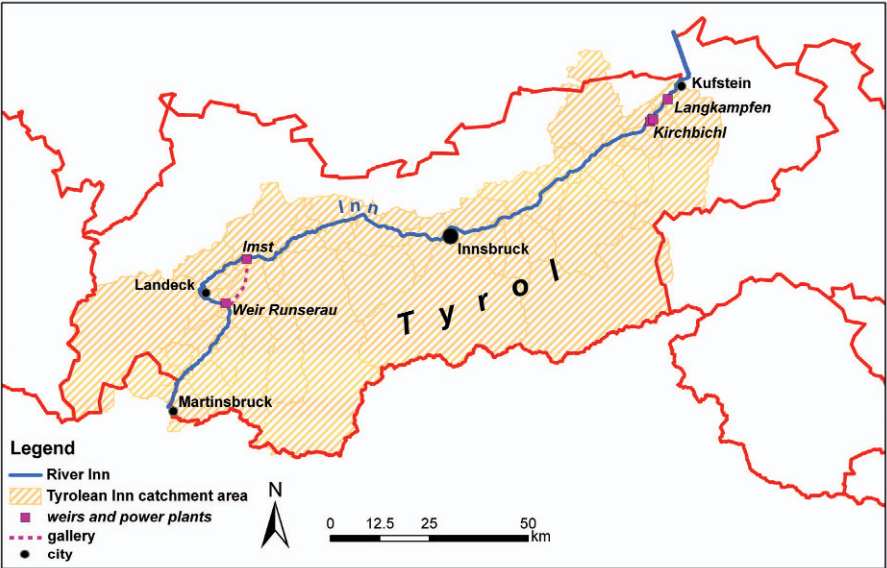 Kufstein
Langkampfen
Kirchbichl
Inn
Innsbruck
Imst
Landeck
Weir Runserau
Tyrol
Martinsbruck
Legend
River Inn
Tyrolean Inn catchment area
weirs and power plants
gallery
city
N
0 12.5 25 50
km